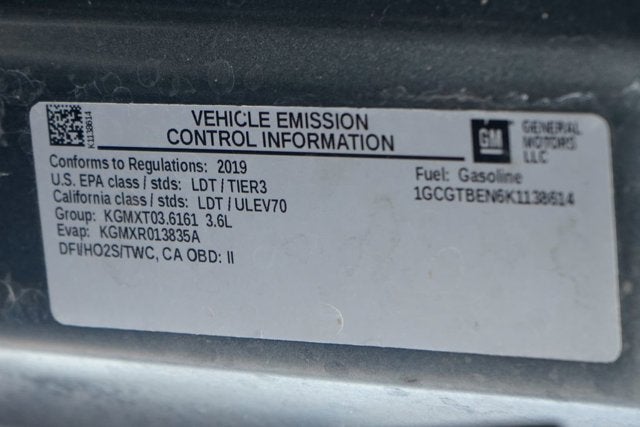 K1138614
VEHICLE EMISSION
CONTROL INFORMATION
GM
GENERAL
MOTORS
LLC
Conforms to Regulations: 2019
U.S. EPA class / stds: LDT / TIER3
California class / stds: LDT / ULEV70
Group: KGMXT03.6161 3.6L
Evap: KGMXR013835A
DFI/HO2S/TWC, CA OBD: II
Fuel: Gasoline
1GCGTBEN6K1138614